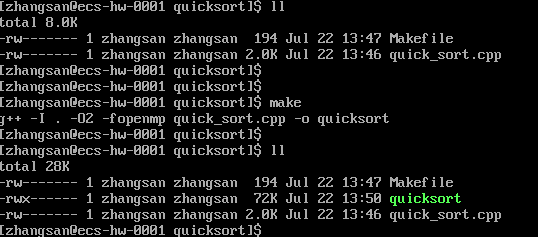 [zhangsan@ecs-hw-0001 quicksort]$ ll
total 8.0K
-rw------- 1 zhangsan zhangsan  194 Jul 22 13:47 Makefile
-rw------- 1 zhangsan zhangsan 2.0K Jul 22 13:46 quick_sort.cpp
[zhangsan@ecs-hw-0001 quicksort]$
[zhangsan@ecs-hw-0001 quicksort]$ make
g++ -I . -O2 -fopenmp quick_sort.cpp -o quicksort
[zhangsan@ecs-hw-0001 quicksort]$
[zhangsan@ecs-hw-0001 quicksort]$ ll
total 28K
-rw------- 1 zhangsan zhangsan  194 Jul 22 13:47 Makefile
-rwx------ 1 zhangsan zhangsan  72K Jul 22 13:50 quicksort
-rw------- 1 zhangsan zhangsan 2.0K Jul 22 13:46 quick_sort.cpp
[zhangsan@ecs-hw-0001 quicksort]$